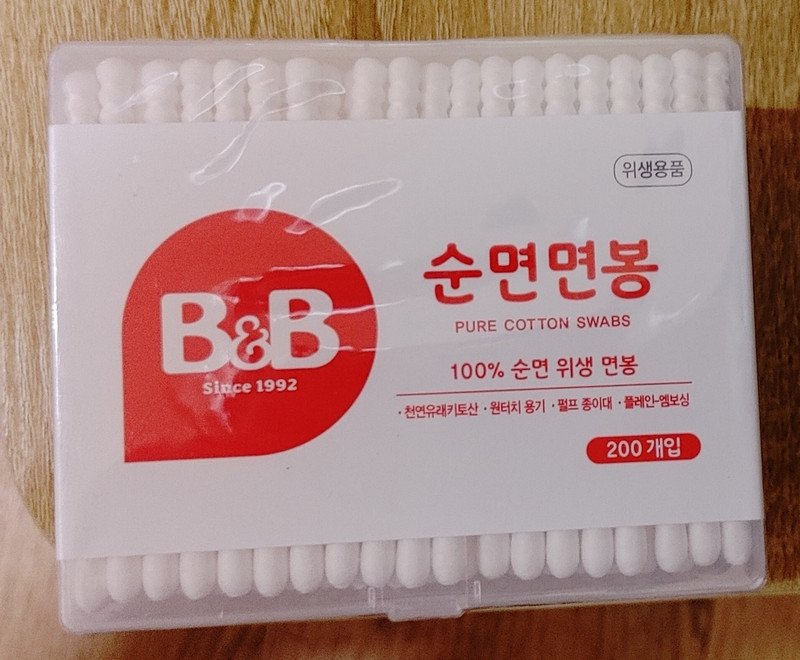 위생용품
B&B
Since 1992
순면면봉
PURE COTTON SWABS
100% 순면 위생 면봉
· 천연유래키토산 · 원터치 용기 · 펄프 종이대 · 플레인-엠보싱
200 개입